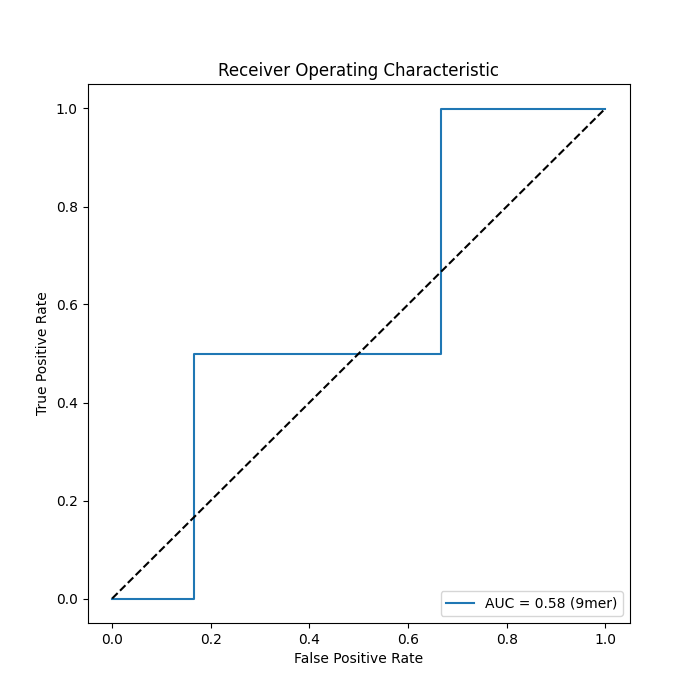 Receiver Operating Characteristic
1.0
0.8
0.6
0.4
0.2
0.0
True Positive Rate
AUC = 0.58 (9mer)
0.0 0.2 0.4 0.6 0.8 1.0
False Positive Rate